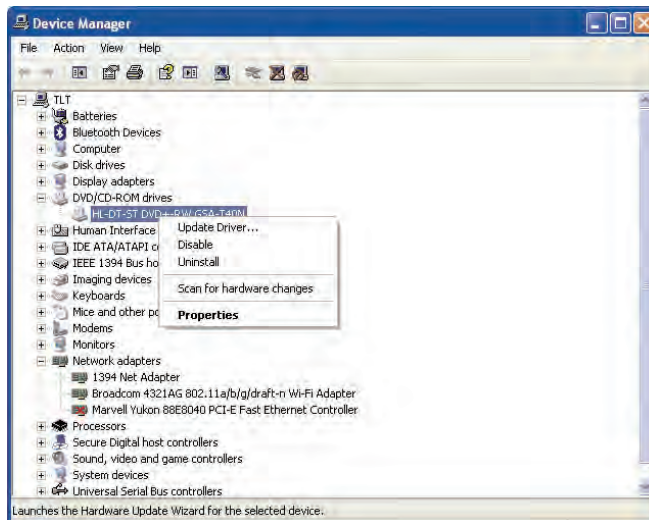 Device Manager
File Action View Help
TLT
Batteries
Bluetooth Devices
Computer
Disk drives
Display adapters
DVD/CD-ROM drives
HL-DT-ST DVD+-RW GSA-T40N
Update Driver...
Disable
Uninstall
Scan for hardware changes
Properties
Human Interface
IDE ATA/ATAPI
IEEE 1394 Bus
Imaging devices
Keyboards
Mice and other
Modems
Monitors
Network adapters
1394 Net Adapter
Broadcom 4321AG 802.11a/b/g/draft-n Wi-Fi Adapter
Marvell Yukon 88E8040 PCI-E Fast Ethernet Controller
Processors
Secure Digital host controllers
Sound, video and game controllers
System devices
Universal Serial Bus controllers
Launches the Hardware Update Wizard for the selected device.